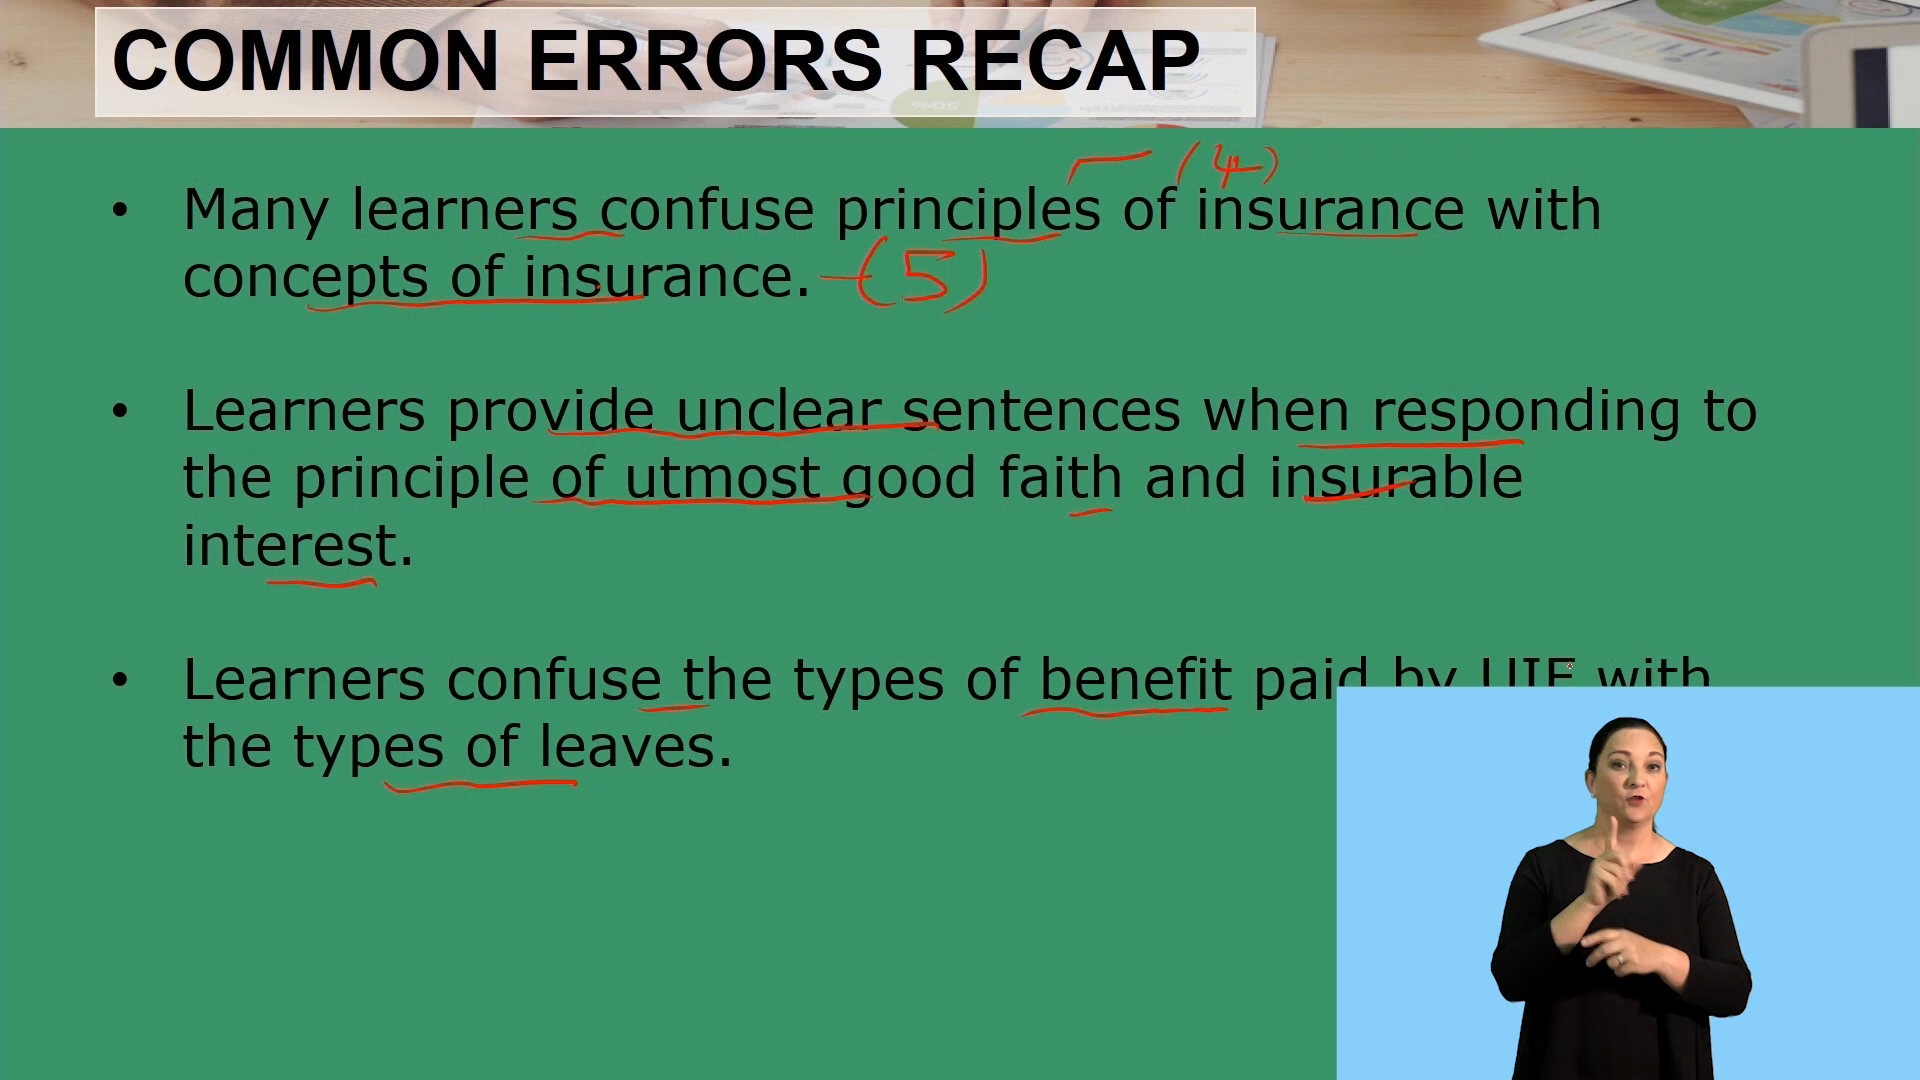 COMMON ERRORS RECAP
(4)
• Many learners confuse principles of insurance with
concepts of insurance. -(5)
• Learners provide unclear sentences when responding to
the principle of utmost good faith and insurable
interest.
• Learners confuse the types of benefit paid by UIF with
the types of leaves.